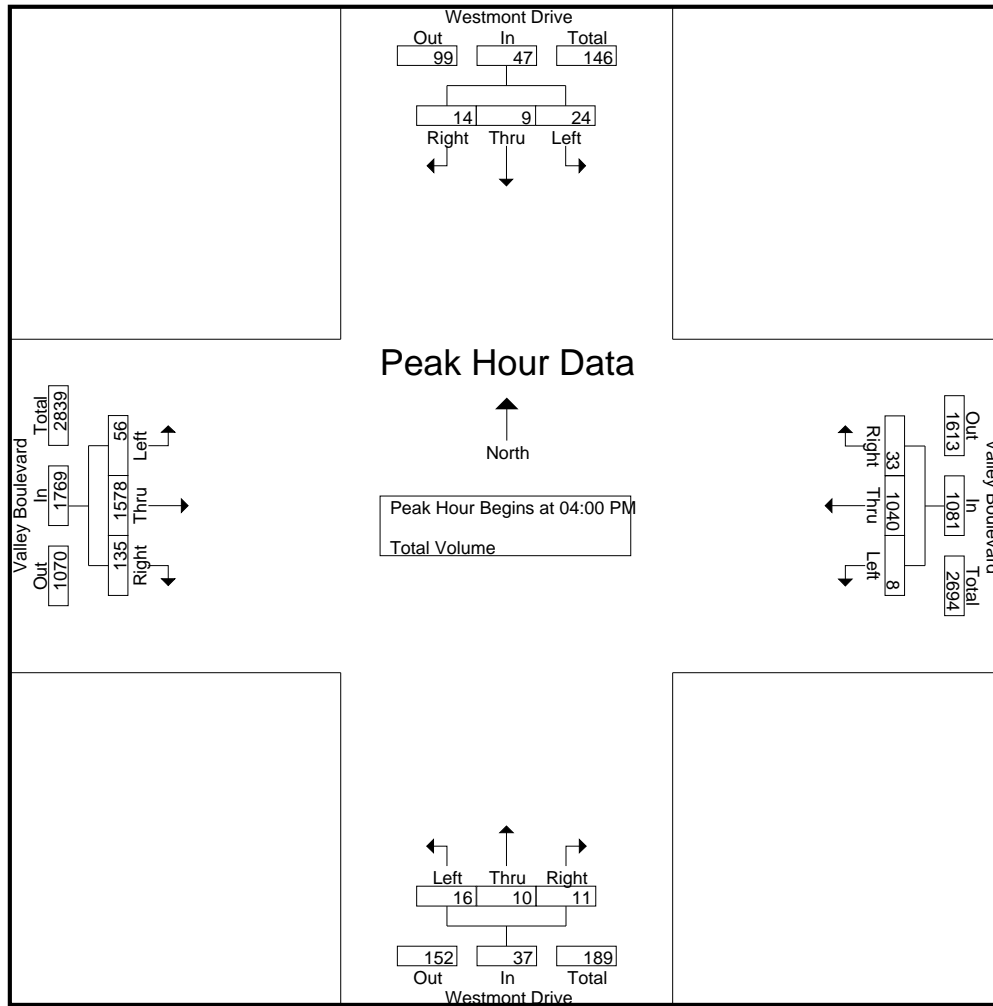 Westmont Drive
Out In Total
99 47 146
14 9 24
Right Thru Left
Peak Hour Data
North
Peak Hour Begins at 04:00 PM
Total Volume
Valley Boulevard
Out In Total
1070 1769 2839
135 1578 56
Right Thru Left
Valley Boulevard
Out In Total
1613 1081 2694
33 1040 8
Right Thru Left
Left Thru Right
16 10 11
152 37 189
Out In Total
Westmont Drive